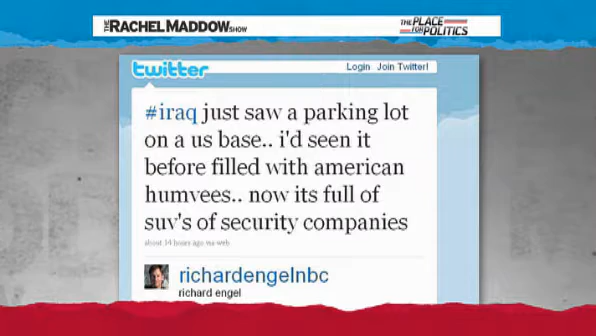 THE RACHEL MADDOW SHOW
THE PLACE
FOR POLITICS
twitter
Login Join Twitter!
#iraq just saw a parking lot
on a us base.. i'd seen it
before filled with american
humvees.. now its full of
suv's of security companies
about 14 hours ago via web
richardengelnbc
richard engel